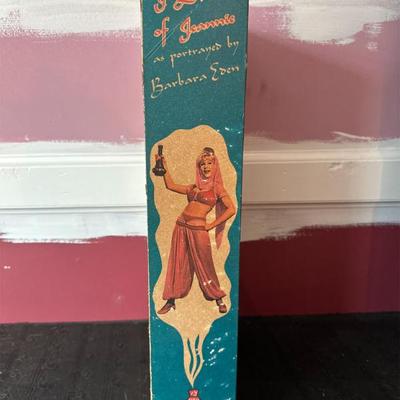 of Jeannie
as portrayed by
Barbara Eden